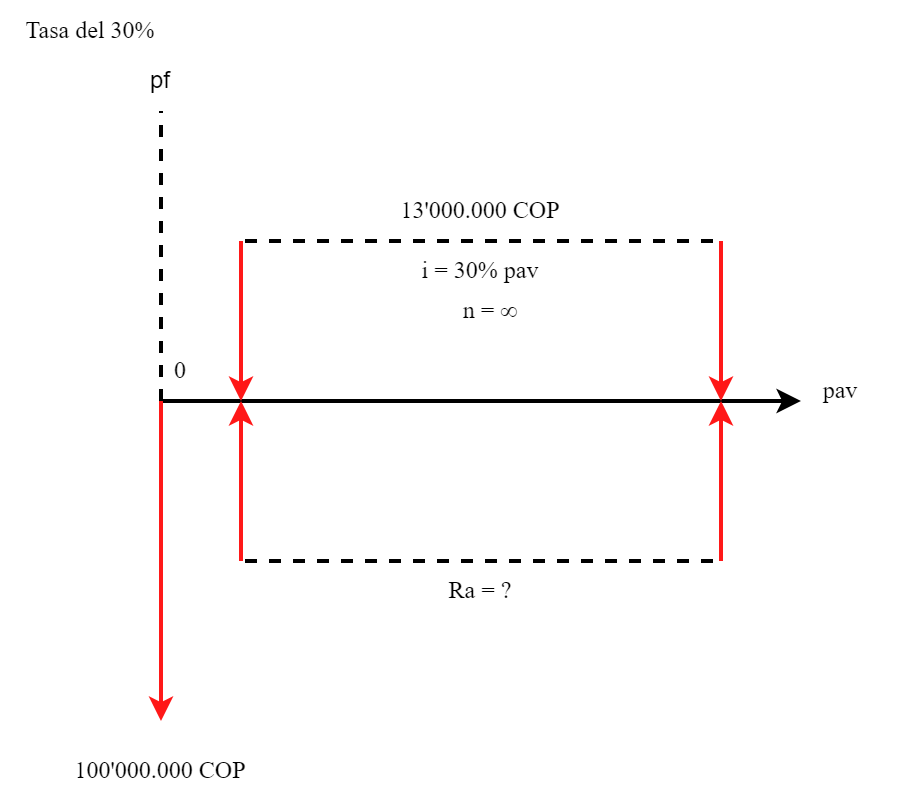 Tasa del 30%
pf
13'000.000 COP
i = 30% pav
n = ∞
0
pav
Ra = ?
100'000.000 COP